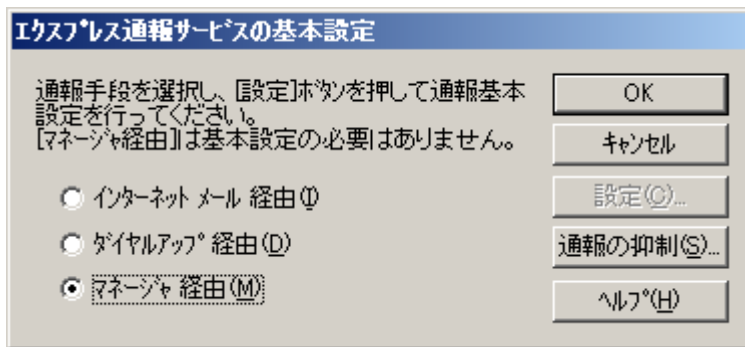 エクスプレス通報サービスの基本設定
通報手段を選択し、[設定]ボタンを押して通報基本
設定を行ってください。
[マネージャ経由]は基本設定の必要はありません。
インターネット メール 経由(I)
ダイヤルアップ 経由(D)
マネージャ 経由(M)
OK
キャンセル
設定(C)...
通報の抑制(S)...
ヘルプ(H)